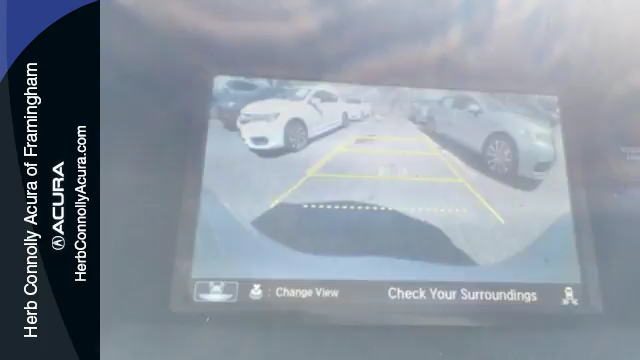 Herb Connolly Acura of Framingham
ACURA
HerbConnollyAcura.com
: Change View
Check Your Surroundings